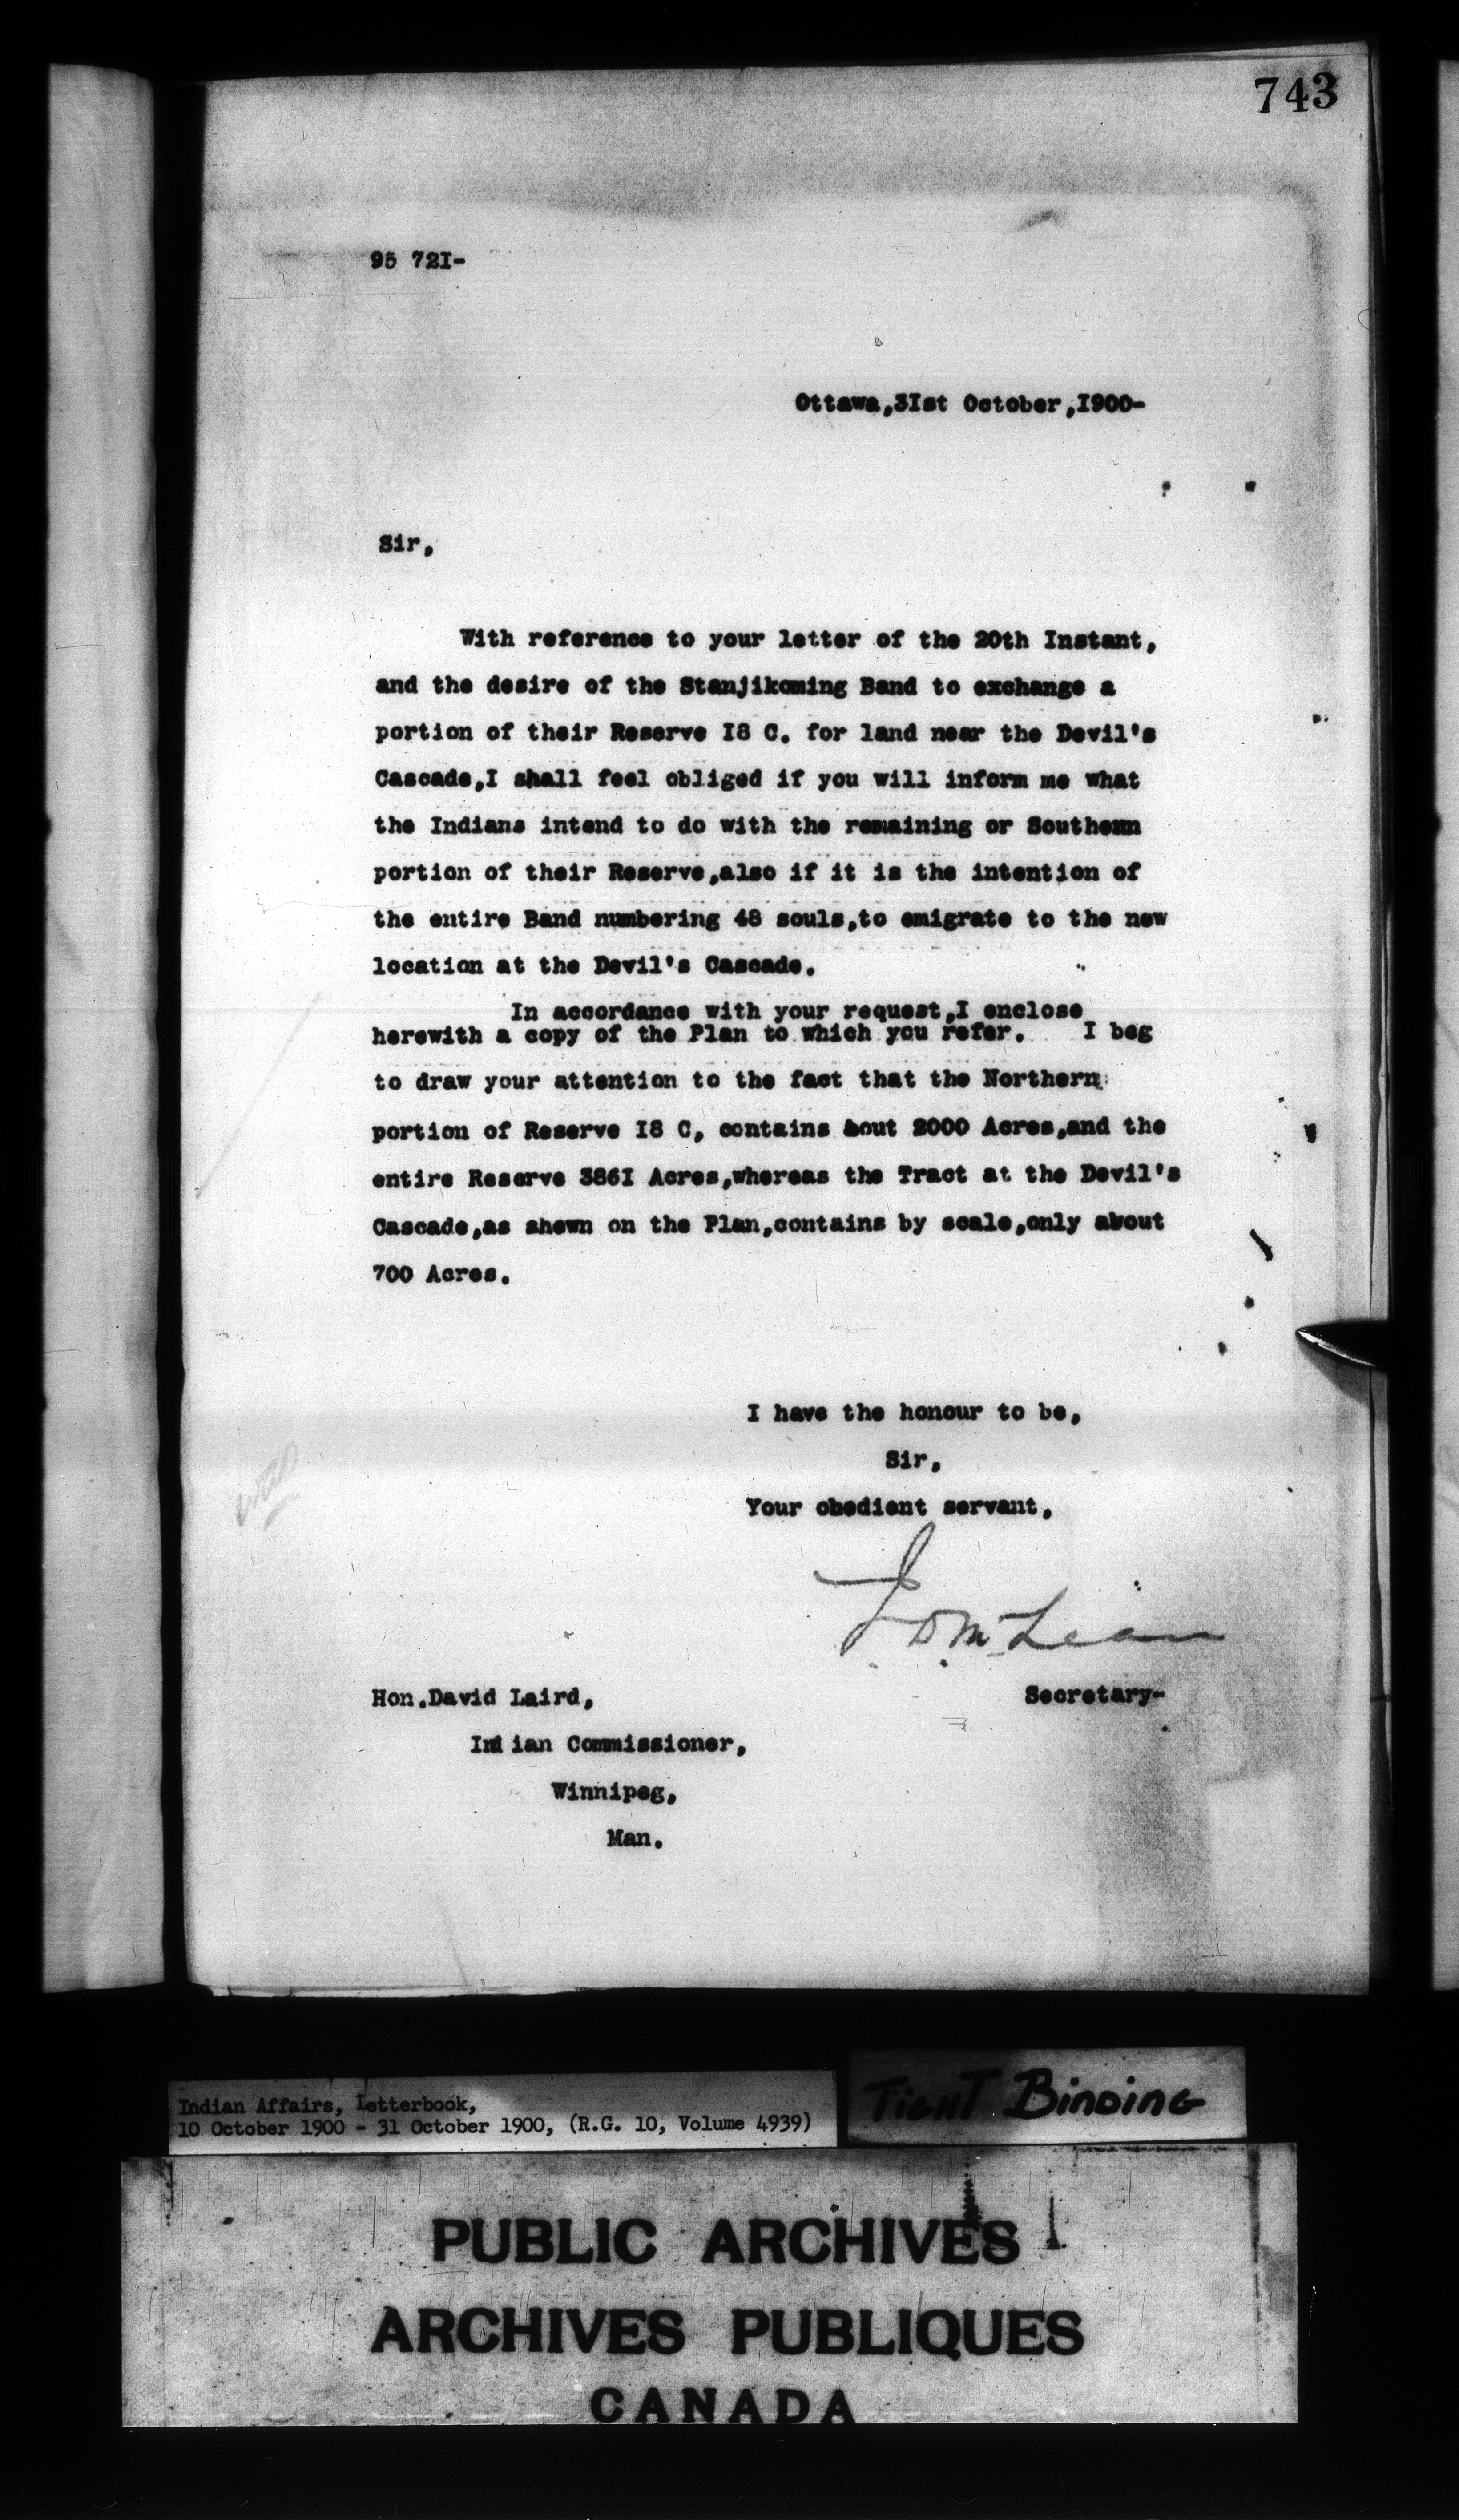 743
95 72I-
Ottawa,3Ist October,I900-
Sir,
With reference to your letter of the 20th Instant,
and the desire of the Stanjikoming Band to exchange a
portion of their Reserve I8 C. for land near the Devil's
Cascade,I shall feel obliged if you will inform me what
the Indians intend to do with the remaining or Southern
portion of their Reserve,also if it is the intention of
the entire Band numbering 48 souls,to emigrate to the new
location at the Devil's Cascade.
In accordance with your request,I enclose
herewith a copy of the Plan to which you refer. I beg
to draw your attention to the fact that the Northern
portion of Reserve I8 C, contains bout 2000 Acres,and the
entire Reserve 386I Acres,whereas the Tract at the Devil's
Cascade,as shewn on the Plan,contains by scale,only about
700 Acres.
I have the honour to be,
Sir,
Your obedient servant,
J D McLean
Secretary-
Hon.David Laird,
Indian Commissioner,
Winnipeg,
Man.
Indian Affairs, Letterbook,
10 October 1900 - 31 October 1900, (R.G. 10, Volume 4939)
TIGHT BINDING
PUBLIC ARCHIVES
ARCHIVES PUBLIQUES
CANADA